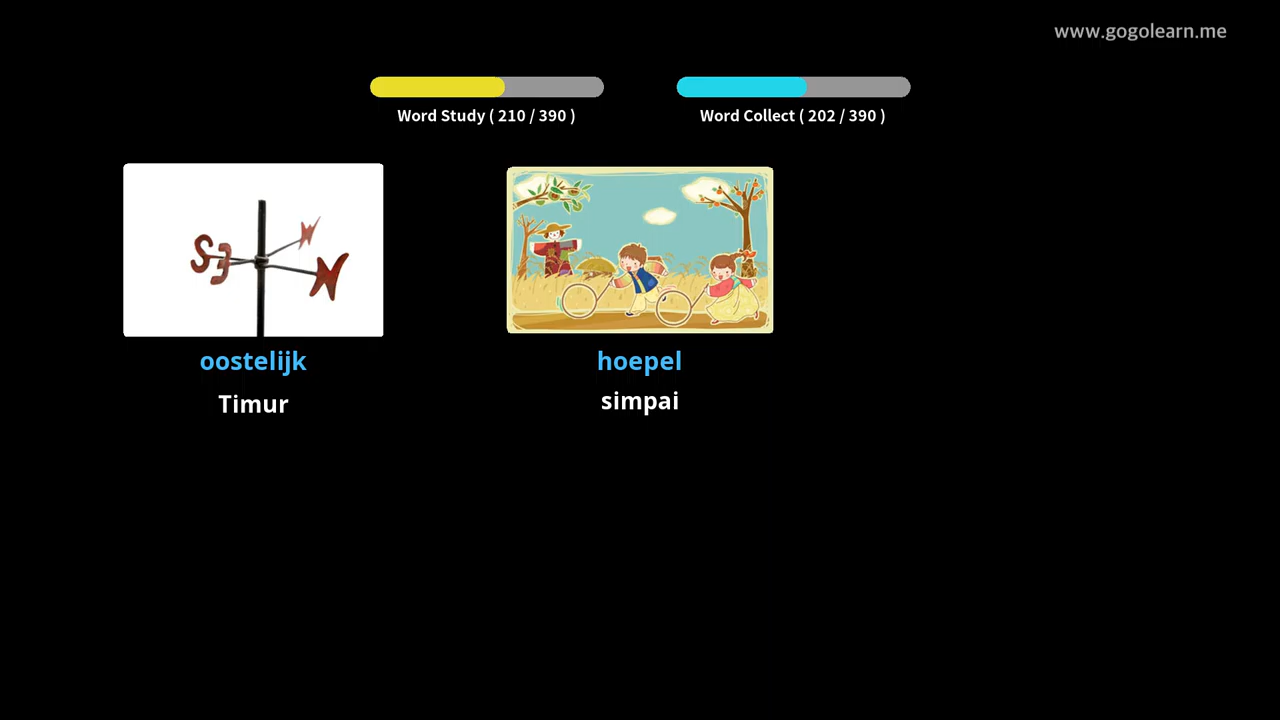 www.gogolearn.me
Word Study ( 210 / 390 )
Word Collect ( 202 / 390 )
S E N
oostelijk
Timur
hoepel
simpai